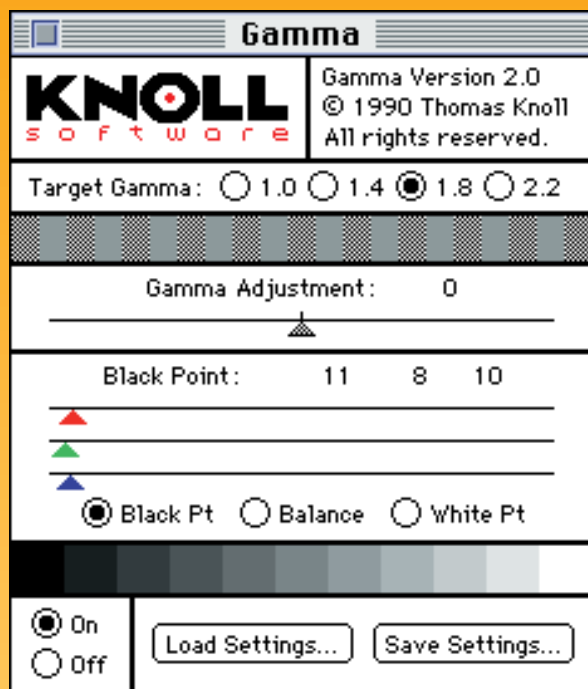 Gamma
KNOLL
software
Gamma Version 2.0
© 1990 Thomas Knoll
All rights reserved.
Target Gamma: 1.0 1.4 1.8 2.2
Gamma Adjustment: 0
Black Point: 11 8 10
Black Pt Balance White Pt
On
Off
Load Settings... Save Settings...